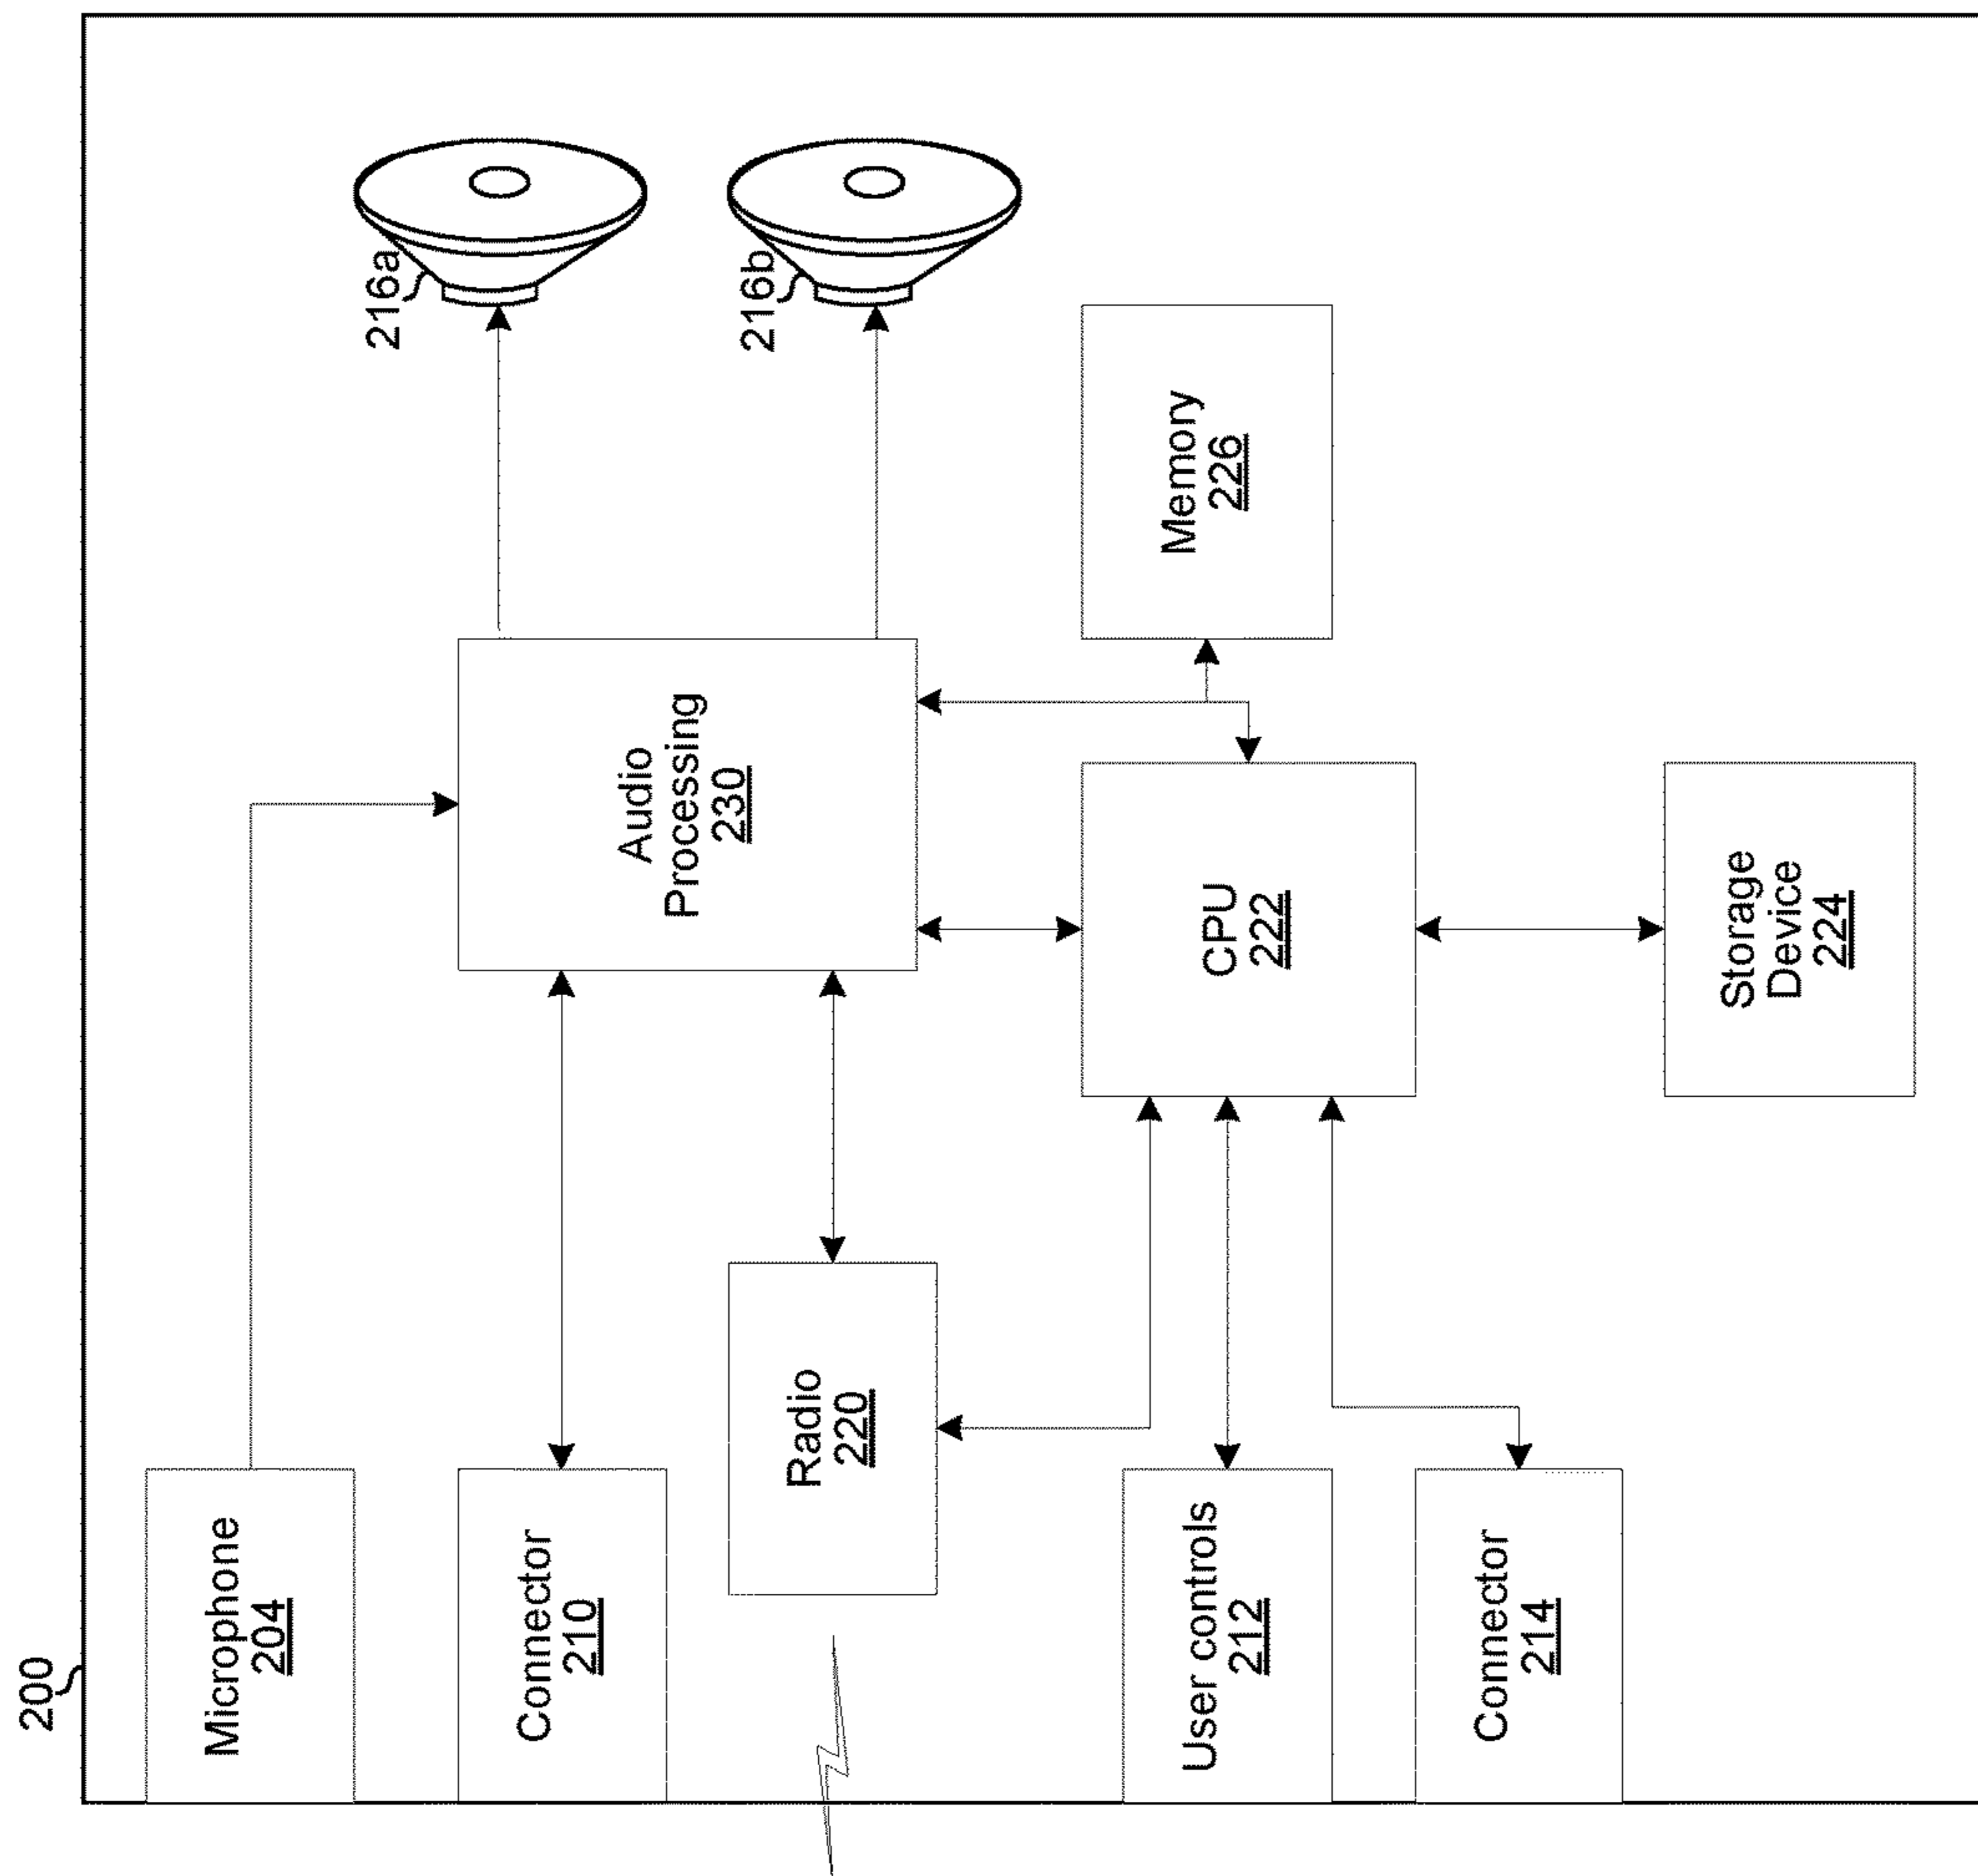 200
Microphone
204
Connector
210
Radio
220
User controls
212
Connector
214
Audio
Processing
230
CPU
222
Storage
Device
224
Memory
226
216a
216b